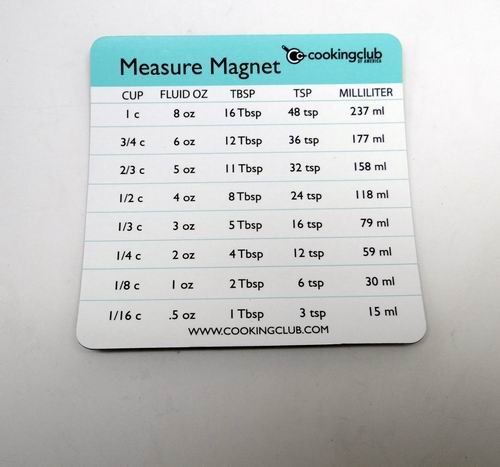 Measure Magnet cookingclub
OF AMERICA
CUP FLUID OZ TBSP TSP MILLILITER
1 c 8 oz 16 Tbsp 48 tsp 237 ml
3/4 c 6 oz 12 Tbsp 36 tsp 177 ml
2/3 c 5 oz 11 Tbsp 32 tsp 158 ml
1/2 c 4 oz 8 Tbsp 24 tsp 118 ml
1/3 c 3 oz 5 Tbsp 16 tsp 79 ml
1/4 c 2 oz 4 Tbsp 12 tsp 59 ml
1/8 c 1 oz 2 Tbsp 6 tsp 30 ml
1/16 c .5 oz 1 Tbsp 3 tsp 15 ml
WWW.COOKINGCLUB.COM